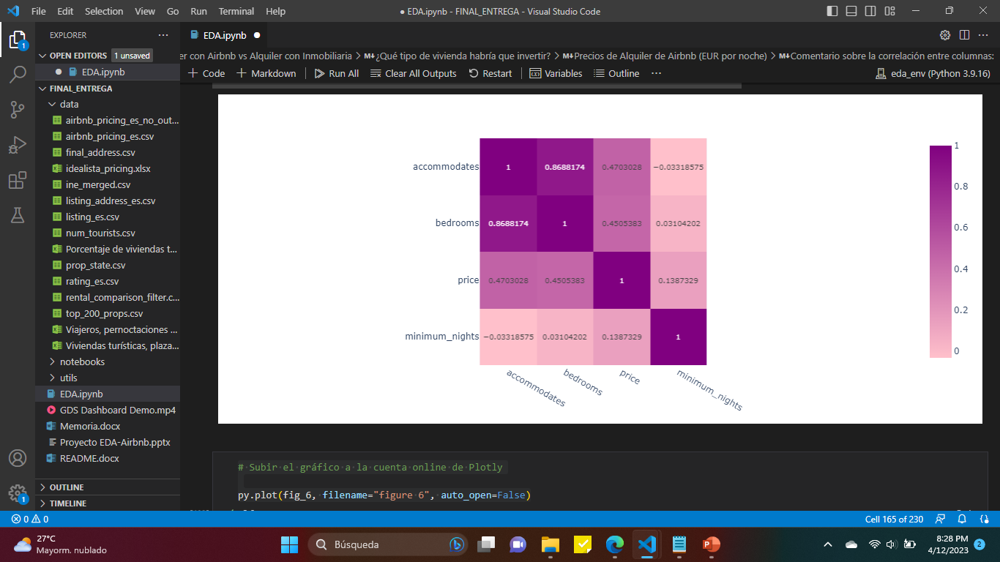 File Edit Selection View Go Run Terminal Help
● EDA.ipynb - FINAL_ENTREGA - Visual Studio Code
EXPLORER
OPEN EDITORS 1 unsaved
EDA.ipynb
FINAL_ENTREGA
data
airbnb_pricing_es_no_out...
airbnb_pricing_es.csv
final_address.csv
idealista_pricing.xlsx
ine_merged.csv
listing_address_es.csv
listing_es.csv
num_tourists.csv
Porcentaje de viviendas t...
prop_state.csv
rating_es.csv
rental_comparison_filter.c...
top_200_props.csv
Viajeros, pernoctaciones ...
Viviendas turísticas, plaza...
notebooks
utils
EDA.ipynb
GDS Dashboard Demo.mp4
Memoria.docx
Proyecto EDA-Airbnb.pptx
README.docx
OUTLINE
TIMELINE
1
1
EDA.ipynb
er con Airbnb vs Alquiler con Inmobiliaria > M↓¿Qué tipo de vivienda habría que invertir? > M↓Precios de Alquiler de Airbnb (EUR por noche) > M↓Comentario sobre la correlación entre columnas:
Code Markdown Run All Clear All Outputs Restart Variables Outline ... eda_env (Python 3.9.16)
accommodates 1 0.8688174 0.4703028 −0.03318575
bedrooms 0.8688174 1 0.4505383 0.03104202
price 0.4703028 0.4505383 1 0.1387329
minimum_nights −0.03318575 0.03104202 0.1387329 1
accommodates bedrooms price minimum_nights
1
0.8
0.6
0.4
0.2
0
# Subir el gráfico a la cuenta online de Plotly
py.plot(fig_6, filename="figure 6", auto_open=False)
0 0
Cell 165 of 230
27°C
Mayorm. nublado
Búsqueda
8:28 PM
4/12/2023
2